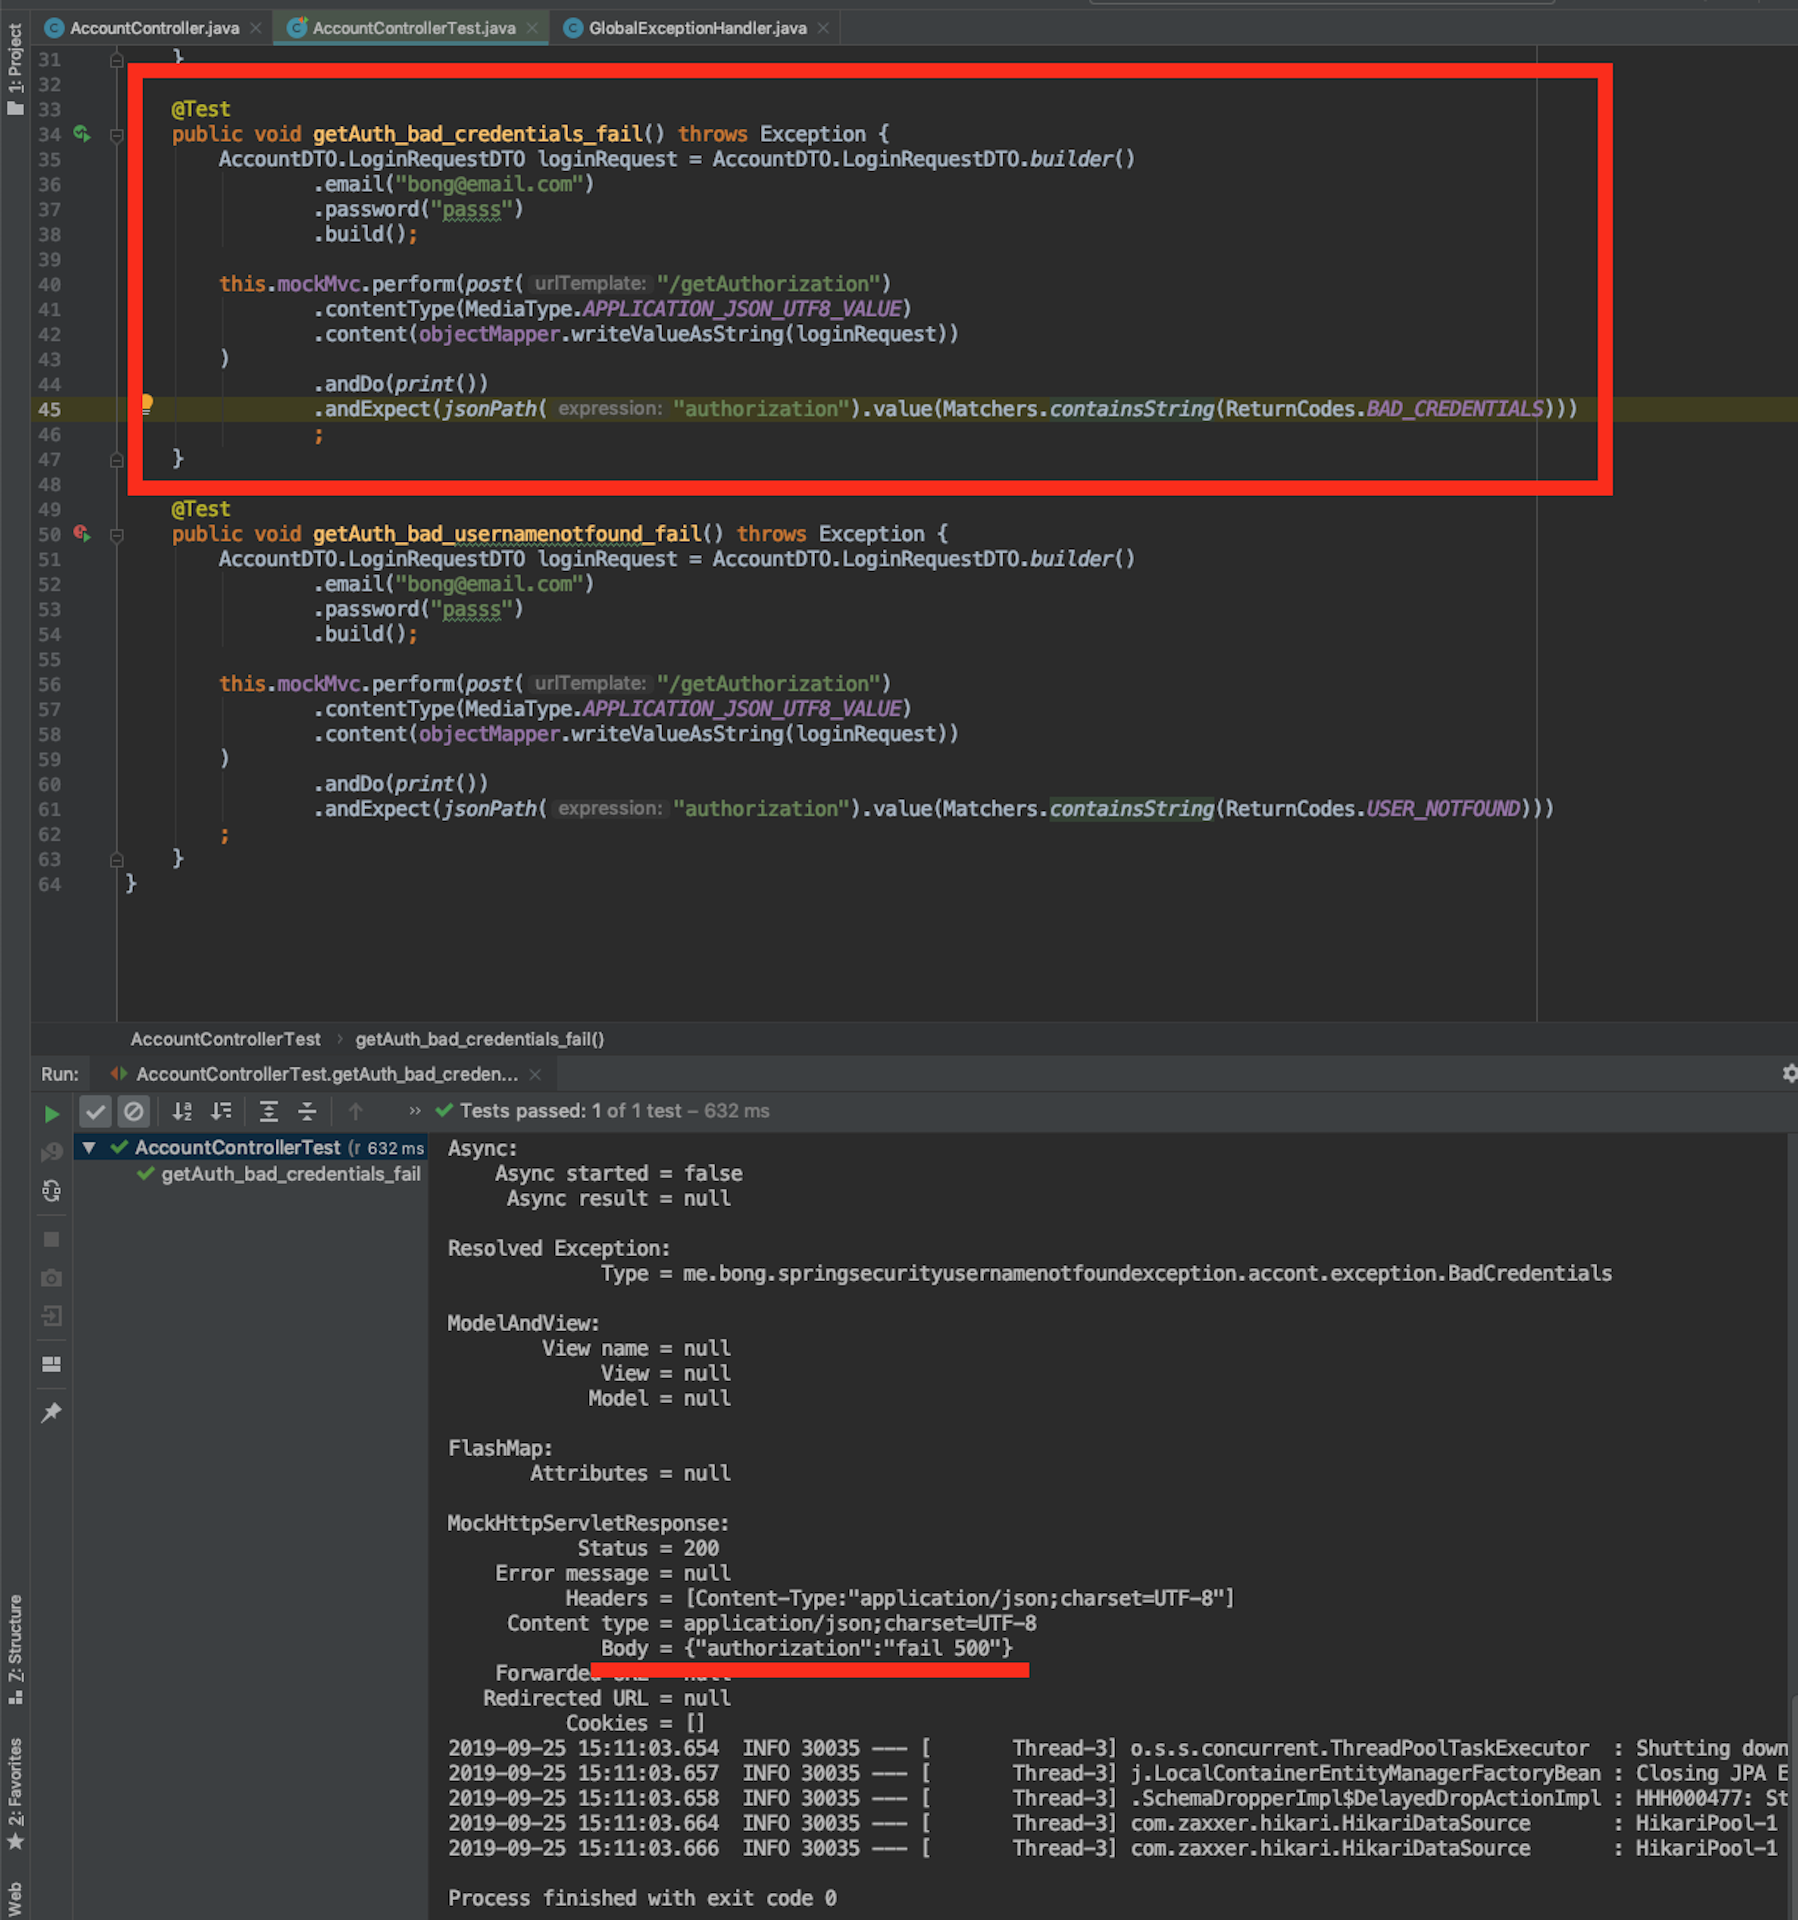 AccountController.java
AccountControllerTest.java
GlobalExceptionHandler.java
1: Project
31 }
32
33 @Test
34 public void getAuth_bad_credentials_fail() throws Exception {
35 AccountDTO.LoginRequestDTO loginRequest = AccountDTO.LoginRequestDTO.builder()
36 .email("bong@email.com")
37 .password("passs")
38 .build();
39
40 this.mockMvc.perform(post( urlTemplate: "/getAuthorization")
41 .contentType(MediaType.APPLICATION_JSON_UTF8_VALUE)
42 .content(objectMapper.writeValueAsString(loginRequest))
43 )
44 .andDo(print())
45 .andExpect(jsonPath( expression: "authorization").value(Matchers.containsString(ReturnCodes.BAD_CREDENTIALS)))
46 ;
47 }
48
49 @Test
50 public void getAuth_bad_usernamenotfound_fail() throws Exception {
51 AccountDTO.LoginRequestDTO loginRequest = AccountDTO.LoginRequestDTO.builder()
52 .email("bong@email.com")
53 .password("passs")
54 .build();
55
56 this.mockMvc.perform(post( urlTemplate: "/getAuthorization")
57 .contentType(MediaType.APPLICATION_JSON_UTF8_VALUE)
58 .content(objectMapper.writeValueAsString(loginRequest))
59 )
60 .andDo(print())
61 .andExpect(jsonPath( expression: "authorization").value(Matchers.containsString(ReturnCodes.USER_NOTFOUND)))
62 ;
63 }
64 }
AccountControllerTest › getAuth_bad_credentials_fail()
Run: AccountControllerTest.getAuth_bad_creden...
» Tests passed: 1 of 1 test – 632 ms
AccountControllerTest (r 632 ms
getAuth_bad_credentials_fail
Async:
Async started = false
Async result = null
Resolved Exception:
Type = me.bong.springsecurityusernamenotfoundexception.accont.exception.BadCredentials
ModelAndView:
View name = null
View = null
Model = null
FlashMap:
Attributes = null
MockHttpServletResponse:
Status = 200
Error message = null
Headers = [Content-Type:"application/json;charset=UTF-8"]
Content type = application/json;charset=UTF-8
Body = {"authorization":"fail 500"}
Forwarded
Redirected URL = null
Cookies = []
2019-09-25 15:11:03.654 INFO 30035 --- [ Thread-3] o.s.s.concurrent.ThreadPoolTaskExecutor : Shutting down
2019-09-25 15:11:03.657 INFO 30035 --- [ Thread-3] j.LocalContainerEntityManagerFactoryBean : Closing JPA E
2019-09-25 15:11:03.658 INFO 30035 --- [ Thread-3] .SchemaDropperImpl$DelayedDropActionImpl : HHH000477: St
2019-09-25 15:11:03.664 INFO 30035 --- [ Thread-3] com.zaxxer.hikari.HikariDataSource : HikariPool-1
2019-09-25 15:11:03.666 INFO 30035 --- [ Thread-3] com.zaxxer.hikari.HikariDataSource : HikariPool-1
Process finished with exit code 0
7: Structure
2: Favorites
Web